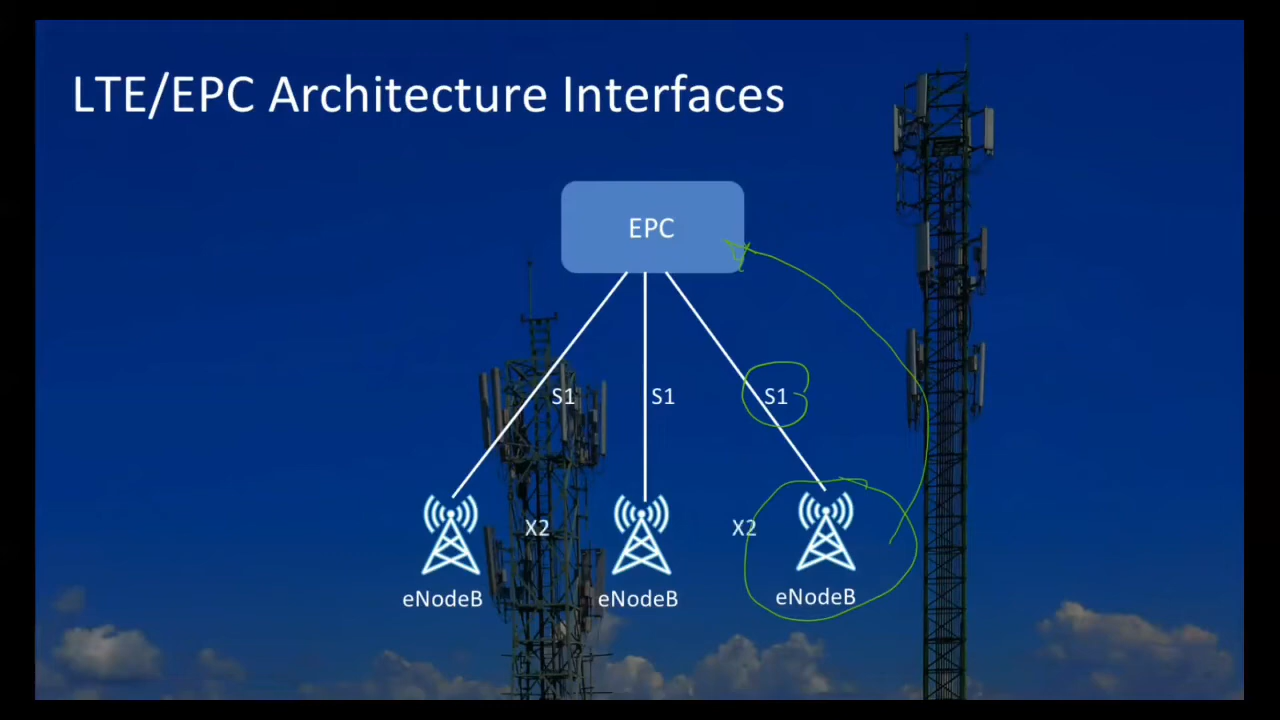 LTE/EPC Architecture Interfaces
EPC
S1 S1 S1
X2 X2
eNodeB eNodeB eNodeB